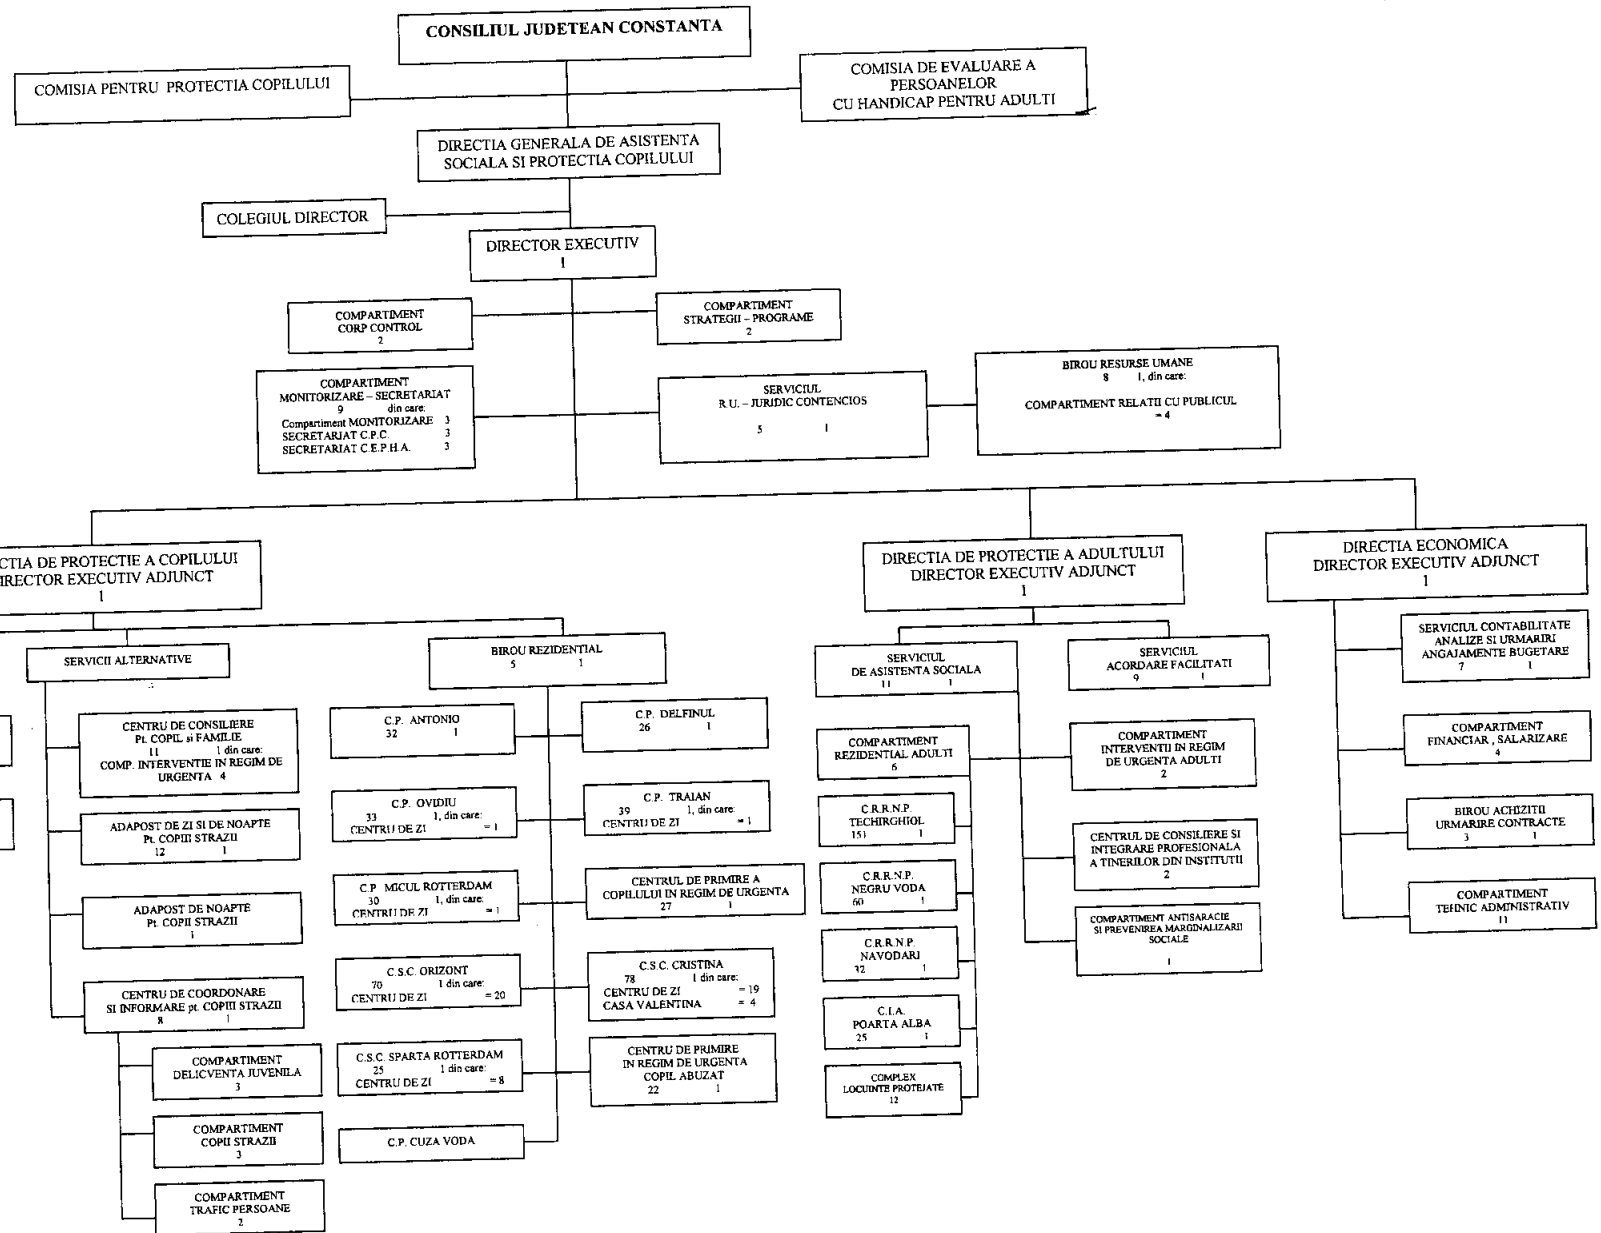 CONSILIUL JUDETEAN CONSTANTA
COMISIA PENTRU PROTECTIA COPILULUI
COMISIA DE EVALUARE A
PERSOANELOR
CU HANDICAP PENTRU ADULTI
DIRECTIA GENERALA DE ASISTENTA
SOCIALA SI PROTECTIA COPILULUI
COLEGIUL DIRECTOR
DIRECTOR EXECUTIV
1
COMPARTIMENT
CORP CONTROL
2
COMPARTIMENT
STRATEGII – PROGRAME
2
COMPARTIMENT
MONITORIZARE – SECRETARIAT
9 din care:
Compartiment MONITORIZARE 3
SECRETARIAT C.P.C. 3
SECRETARIAT C.E.P.H.A. 3
SERVICIUL
R.U. – JURIDIC CONTENCIOS
5 1
BIROU RESURSE UMANE
8 1, din care:
COMPARTIMENT RELATII CU PUBLICUL
= 4
CTIA DE PROTECTIE A COPILULUI
IRECTOR EXECUTIV ADJUNCT
1
DIRECTIA DE PROTECTIE A ADULTULUI
DIRECTOR EXECUTIV ADJUNCT
1
DIRECTIA ECONOMICA
DIRECTOR EXECUTIV ADJUNCT
1
SERVICII ALTERNATIVE
CENTRU DE CONSILIERE
Pt. COPIL si FAMILIE
11 1 din care:
COMP. INTERVENTIE IN REGIM DE
URGENTA 4
ADAPOST DE ZI SI DE NOAPTE
Pt. COPIII STRAZII
12 1
ADAPOST DE NOAPTE
Pt. COPII STRAZII
1
CENTRU DE COORDONARE
SI INFORMARE pt. COPIII STRAZII
8 1
COMPARTIMENT
DELICVENTA JUVENILA
3
COMPARTIMENT
COPII STRAZII
3
COMPARTIMENT
TRAFIC PERSOANE
2
BIROU REZIDENTIAL
5 1
C.P. ANTONIO
32 1
C.P. DELFINUL
26 1
C.P. OVIDIU
33 1, din care:
CENTRU DE ZI = 1
C.P. TRAIAN
39 1, din care:
CENTRU DE ZI = 1
C.P MICUL ROTTERDAM
30 1, din care:
CENTRU DE ZI = 1
CENTRUL DE PRIMIRE A
COPILULUI IN REGIM DE URGENTA
27 1
C.S.C. ORIZONT
70 1 din care:
CENTRU DE ZI = 20
C.S.C. CRISTINA
78 1 din care:
CENTRU DE ZI = 19
CASA VALENTINA = 4
C.S.C. SPARTA ROTTERDAM
25 1 din care:
CENTRU DE ZI = 8
CENTRU DE PRIMIRE
IN REGIM DE URGENTA
COPIL ABUZAT
22 1
C.P. CUZA VODA
SERVICIUL
DE ASISTENTA SOCIALA
11 1
SERVICIUL
ACORDARE FACILITATI
9 1
COMPARTIMENT
REZIDENTIAL ADULTI
6
COMPARTIMENT
INTERVENTII IN REGIM
DE URGENTA ADULTI
2
C.R.R.N.P.
TECHIRGHIOL
151 1
CENTRUL DE CONSILIERE SI
INTEGRARE PROFESIONALA
A TINERILOR DIN INSTITUTII
2
C.R.R.N.P.
NEGRU VODA
60 1
COMPARTIMENT ANTISARACIE
SI PREVENIREA MARGINALIZARII
SOCIALE
1
C.R.R.N.P.
NAVODARI
32 1
C.I.A.
POARTA ALBA
25 1
COMPLEX
LOCUINTE PROTEJATE
12
SERVICIUL CONTABILITATE
ANALIZE SI URMARIRI
ANGAJAMENTE BUGETARE
7 1
COMPARTIMENT
FINANCIAR , SALARIZARE
4
BIROU ACHIZITII
URMARIRE CONTRACTE
3 1
COMPARTIMENT
TEHNIC ADMINISTRATIV
11